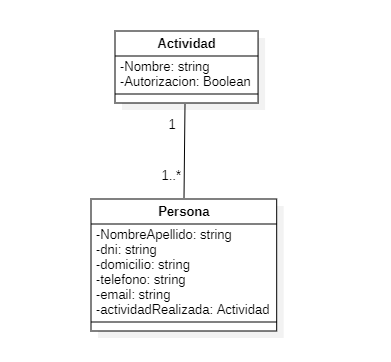 Actividad
-Nombre: string
-Autorizacion: Boolean
1
1..*
Persona
-NombreApellido: string
-dni: string
-domicilio: string
-telefono: string
-email: string
-actividadRealizada: Actividad